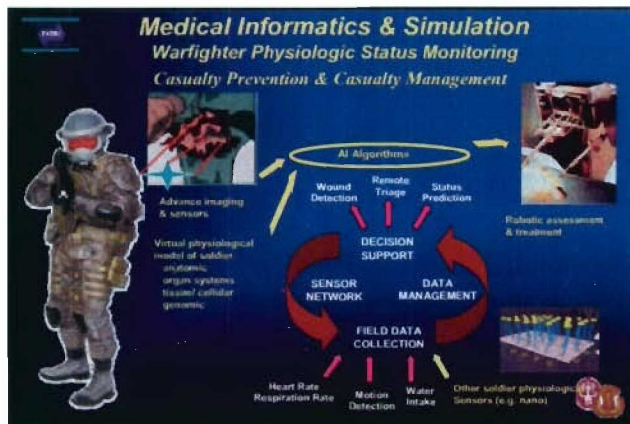 Medical Informatics & Simulation
Warfighter Physiologic Status Monitoring
Casualty Prevention & Casualty Management
AI Algorithms
Wound
Detection
Remote
Triage
Status
Prediction
Advance imaging
& sensors
Robotic assessment
& treatment
Virtual physiological
model of soldier
anatomic
organ systems
tissue/ cellular
genomic
DECISION
SUPPORT
SENSOR
NETWORK
DATA
MANAGEMENT
FIELD DATA
COLLECTION
Heart Rate
Respiration Rate
Motion
Detection
Water
Intake
Other soldier physiological
Sensors (e.g. nano)